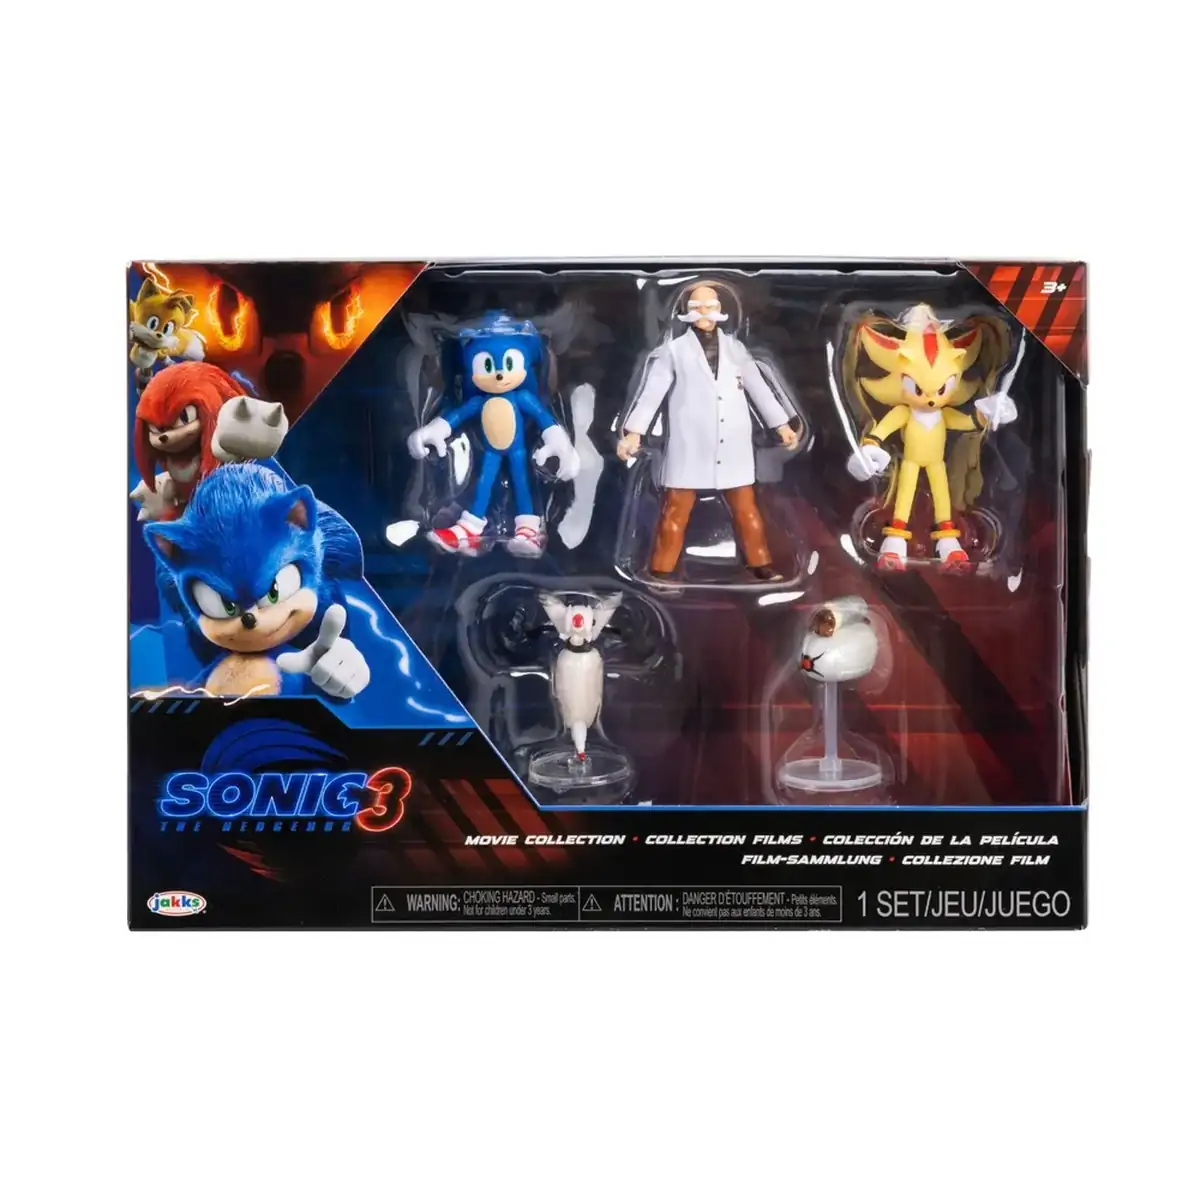 3+
SONIC 3
THE HEDGEHOG
MOVIE COLLECTION • COLLECTION FILMS • COLECCIÓN DE LA PELÍCULA
FILM-SAMMLUNG • COLLEZIONE FILM
jakks
WARNING: CHOKING HAZARD - Small parts.
Not for children under 3 years.
ATTENTION : DANGER D'ÉTOUFFEMENT - Petits éléments.
Ne convient pas aux enfants de moins de 3 ans.
1 SET/JEU/JUEGO